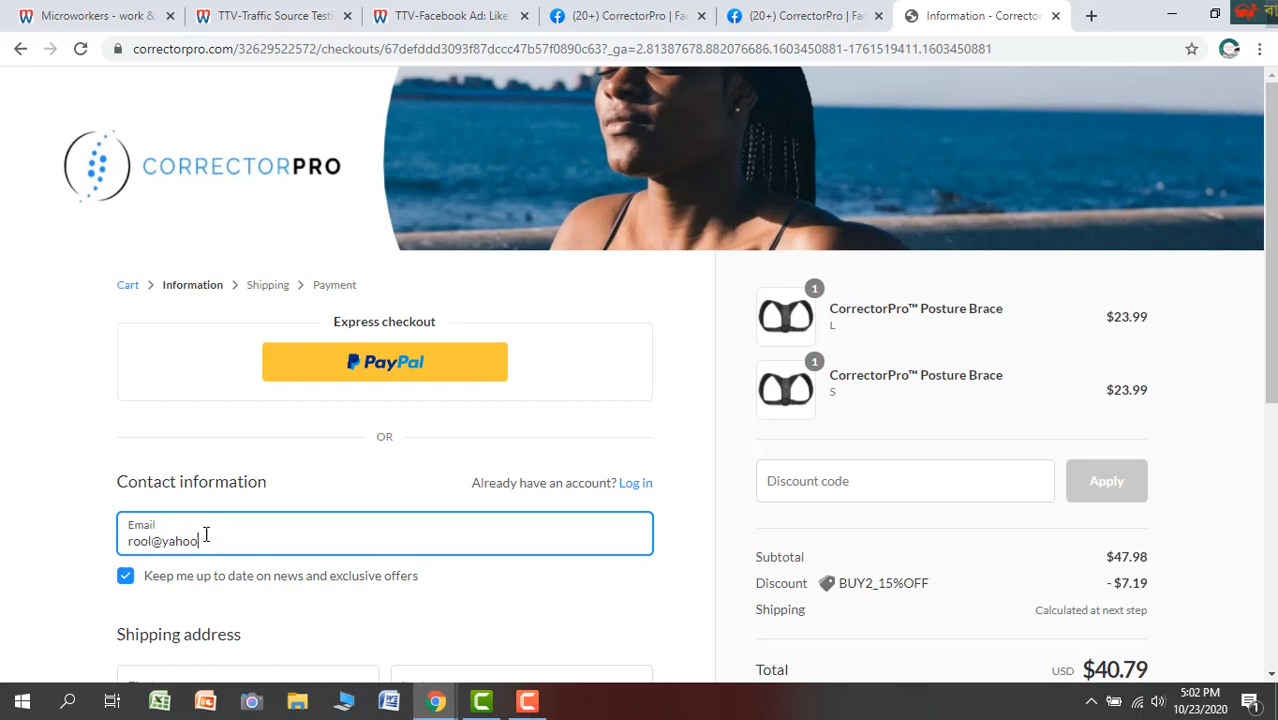 Microworkers - work &
TTV-Traffic Source Testi
TTV-Facebook Ad: Like
(20+) CorrectorPro | Fac
(20+) CorrectorPro | Fac
Information - Corrector
correctorpro.com/32629522572/checkouts/67defddd3093f87dccc47b57f0890c63?_ga=2.81387678.882076686.1603450881-1761519411.1603450881
CORRECTORPRO
Cart > Information > Shipping > Payment
Express checkout
PayPal
OR
Contact information
Already have an account? Log in
Email
rool@yahoo
Keep me up to date on news and exclusive offers
Shipping address
1
CorrectorPro™ Posture Brace
L
$23.99
1
CorrectorPro™ Posture Brace
S
$23.99
Discount code
Apply
Subtotal
$47.98
Discount
BUY2_15%OFF
- $7.19
Shipping
Calculated at next step
Total
USD $40.79
5:02 PM
10/23/2020
1